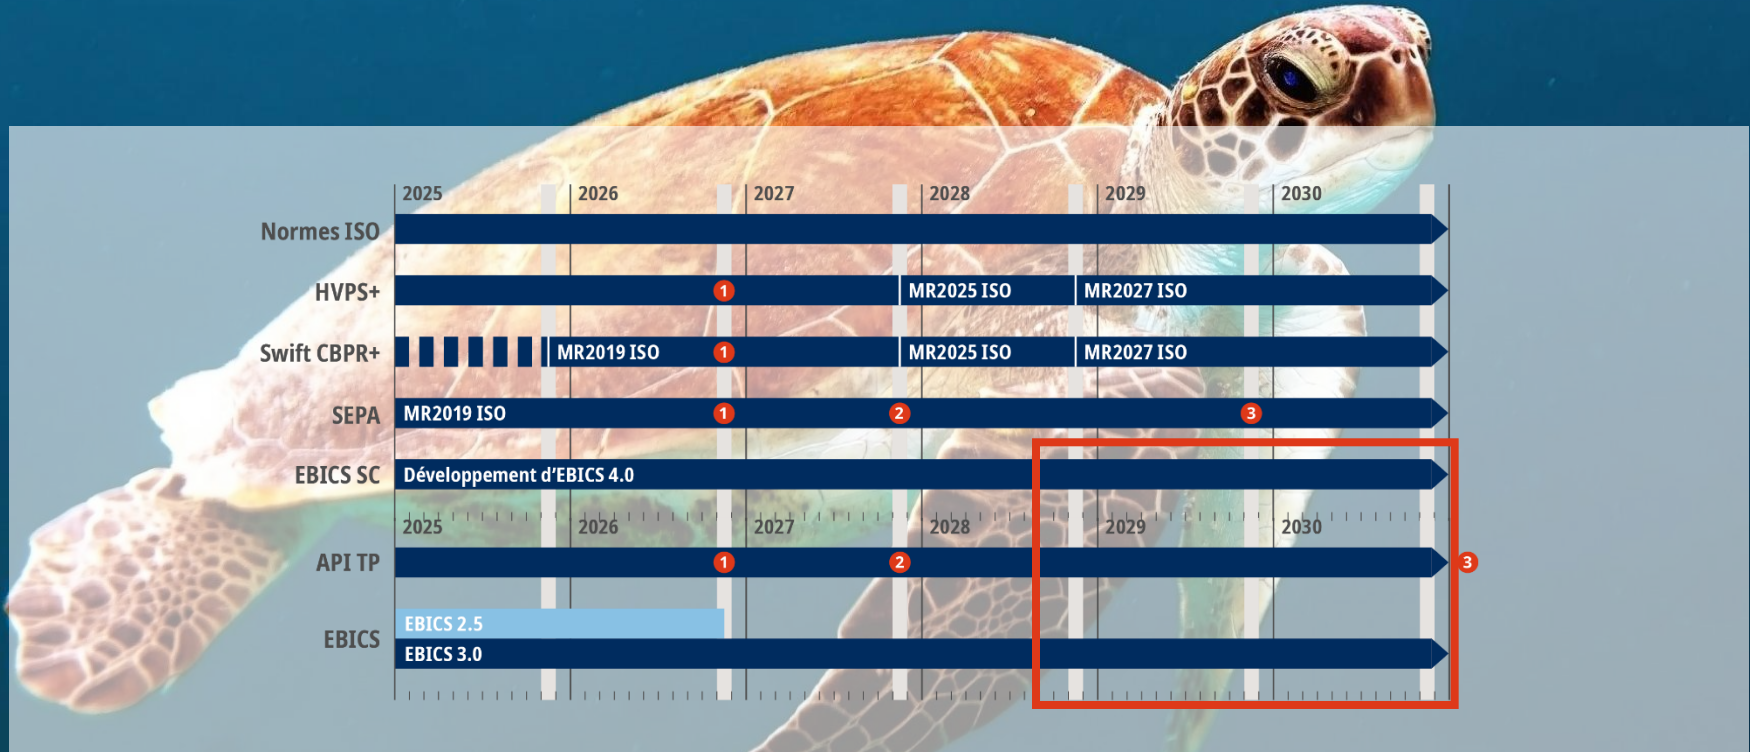 2025 2026 2027 2028 2029 2030
Normes ISO
HVPS+ 1 MR2025 ISO MR2027 ISO
Swift CBPR+ MR2019 ISO 1 MR2025 ISO MR2027 ISO
SEPA MR2019 ISO 1 2 3
EBICS SC Développement d’EBICS 4.0
2025 2026 2027 2028 2029 2030
API TP 1 2 3
EBICS 2.5
EBICS
EBICS 3.0